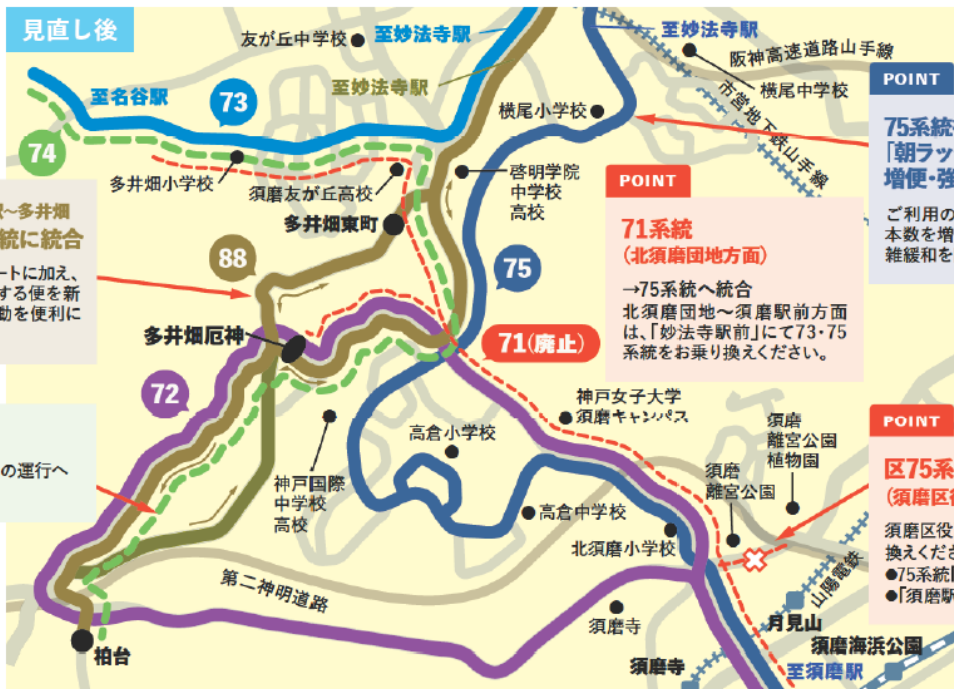 見直し後
友が丘中学校
至妙法寺駅
至妙法寺駅
至妙法寺駅
阪神高速道路山手線
横尾中学校
市営地下鉄山手線
至名谷駅
73
横尾小学校
74
多井畑小学校
須磨友が丘高校
啓明学院
中学校
高校
多井畑東町
88
75
多井畑厄神
72
71(廃止)
POINT
71系統
(北須磨団地方面)
→75系統へ統合
北須磨団地〜須磨駅前方面
は、「妙法寺駅前」にて73・75
系統をお乗り換えください。
POINT
75系統
「朝ラッ
増便・強
ご利用の
本数を増
雑緩和を
駅〜多井畑
統に統合
ートに加え、
する便を新
動を便利に
の運行へ
神戸女子大学
須磨キャンパス
高倉小学校
神戸国際
中学校
高校
高倉中学校
須磨
離宮公園
植物園
須磨
離宮公園
北須磨小学校
第二神明道路
須磨寺
山陽電鉄
月見山
須磨寺
須磨海浜公園
至須磨駅
柏台
POINT
区75系
(須磨区役
須磨区役
換えくださ
●75系統
●「須磨駅